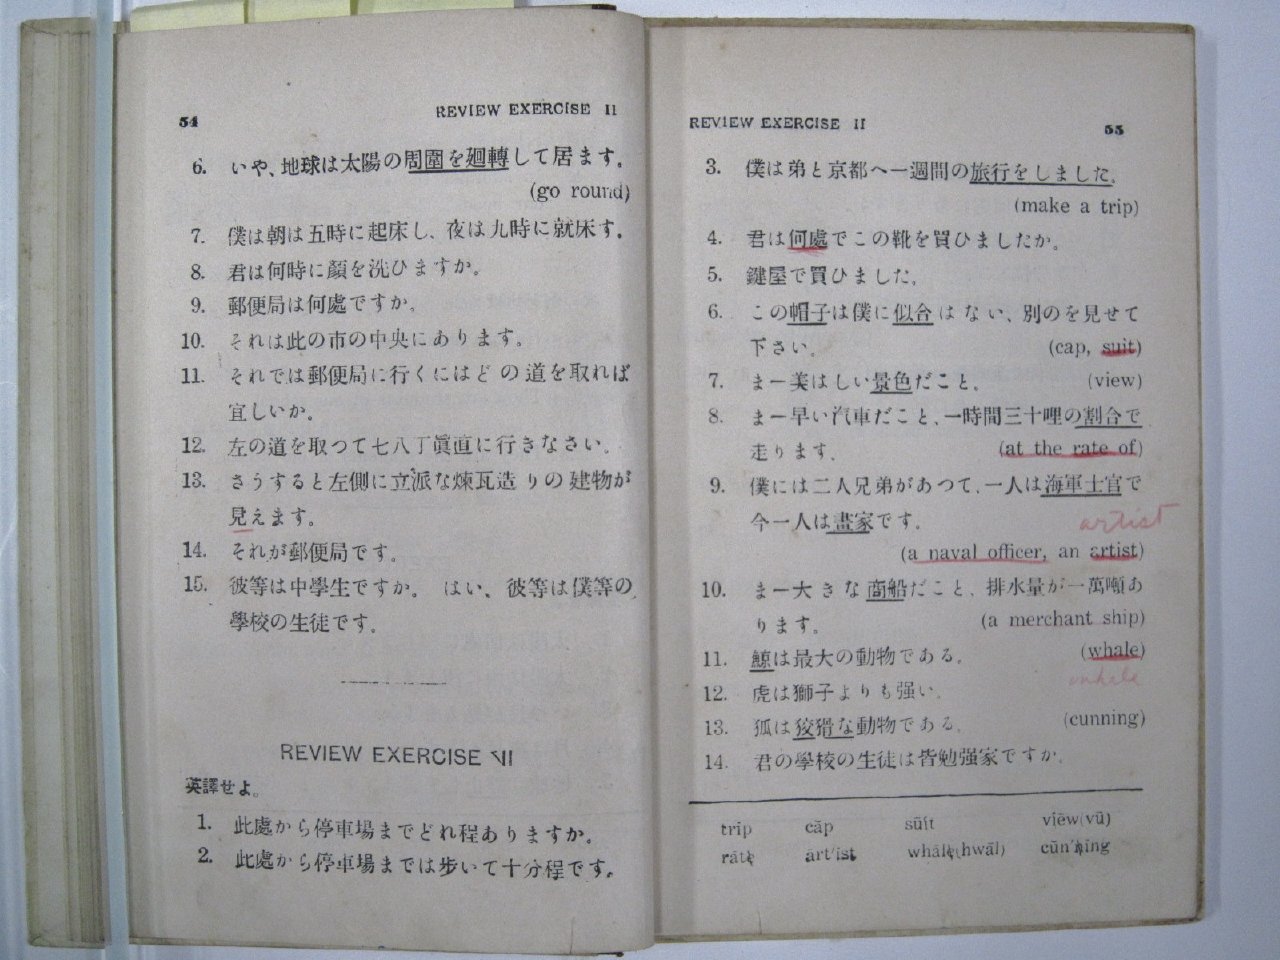 54
REVIEW EXERCISE II
6. いや、地球は太陽の周圍を廻轉して居ます。
(go round)
7. 僕は朝は五時に起床し、夜は九時に就床す。
8. 君は何時に顏を洗ひますか。
9. 郵便局は何處ですか。
10. それは此の市の中央にあります。
11. それでは郵便局に行くにはどの道を取れば
宜しいか。
12. 左の道を取つて七八丁眞直に行きなさい。
13. さうすると左側に立派な煉瓦造りの建物が
見えます。
14. それが郵便局です。
15. 彼等は中學生ですか。 はい、彼等は僕等の
學校の生徒です。
REVIEW EXERCISE VII
英譯せよ。
1. 此處から停車場までどれ程ありますか。
2. 此處から停車場までは歩いて十分程です。
REVIEW EXERCISE II
55
3. 僕は弟と京都へ一週間の旅行をしました。
(make a trip)
4. 君は何處でこの靴を買ひましたか。
5. 鍵屋で買ひました。
6. この帽子は僕に似合はない、別のを見せて
下さい。 (cap, suit)
7. まー美はしい景色だこと。 (view)
8. まー早い汽車だこと、一時間三十哩の割合で
走ります。 (at the rate of)
9. 僕には二人兄弟があつて、一人は海軍士官で
今一人は畫家です。 artist
(a naval officer, an artist)
10. まー大きな商船だこと、排水量が一萬噸あ
ります。 (a merchant ship)
11. 鯨は最大の動物である。 (whale)
12. 虎は獅子よりも强い。 whale
13. 狐は狡猾な動物である。 (cunning)
14. 君の學校の生徒は皆勉强家ですか。
trĭp căp sūit view(vū)
rāte ärt′ist whāle(hwāl) cŭn′ning